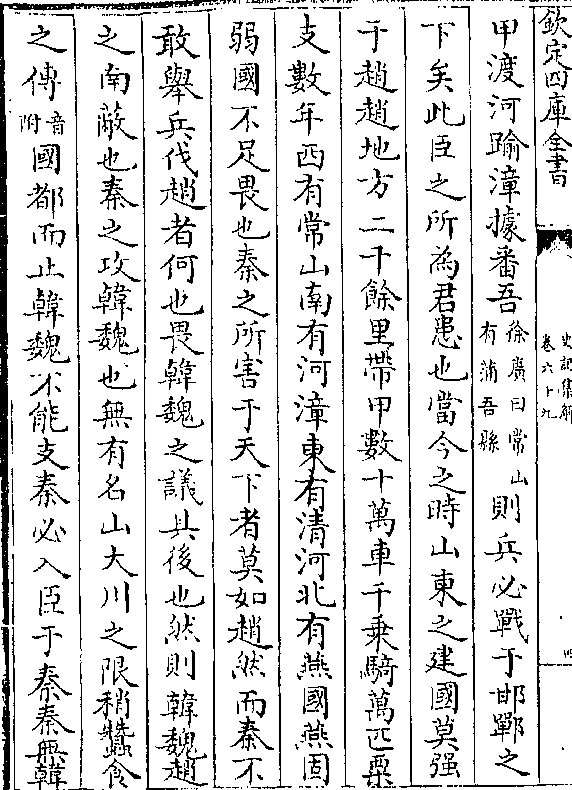 欽定四庫全書
史記集解
卷六十九
四
甲渡河踰漳據番吾徐廣曰常山有蒲吾縣則兵必戰于邯鄲之
下矣此臣之所為君患也當今之時山東之建國莫强
于趙趙地方二千餘里帶甲數十萬車千乗騎萬匹粟
支數年西有常山南有河漳東有清河北有燕國燕固
弱國不足畏也秦之所害于天下者莫如趙然而秦不
敢舉兵伐趙者何也畏韓魏之議其後也然則韓魏趙
之南蔽也秦之攻韓魏也無有名山大川之限稍蠶食
之傅音附國都而止韓魏不能支秦必入臣于秦秦無韓